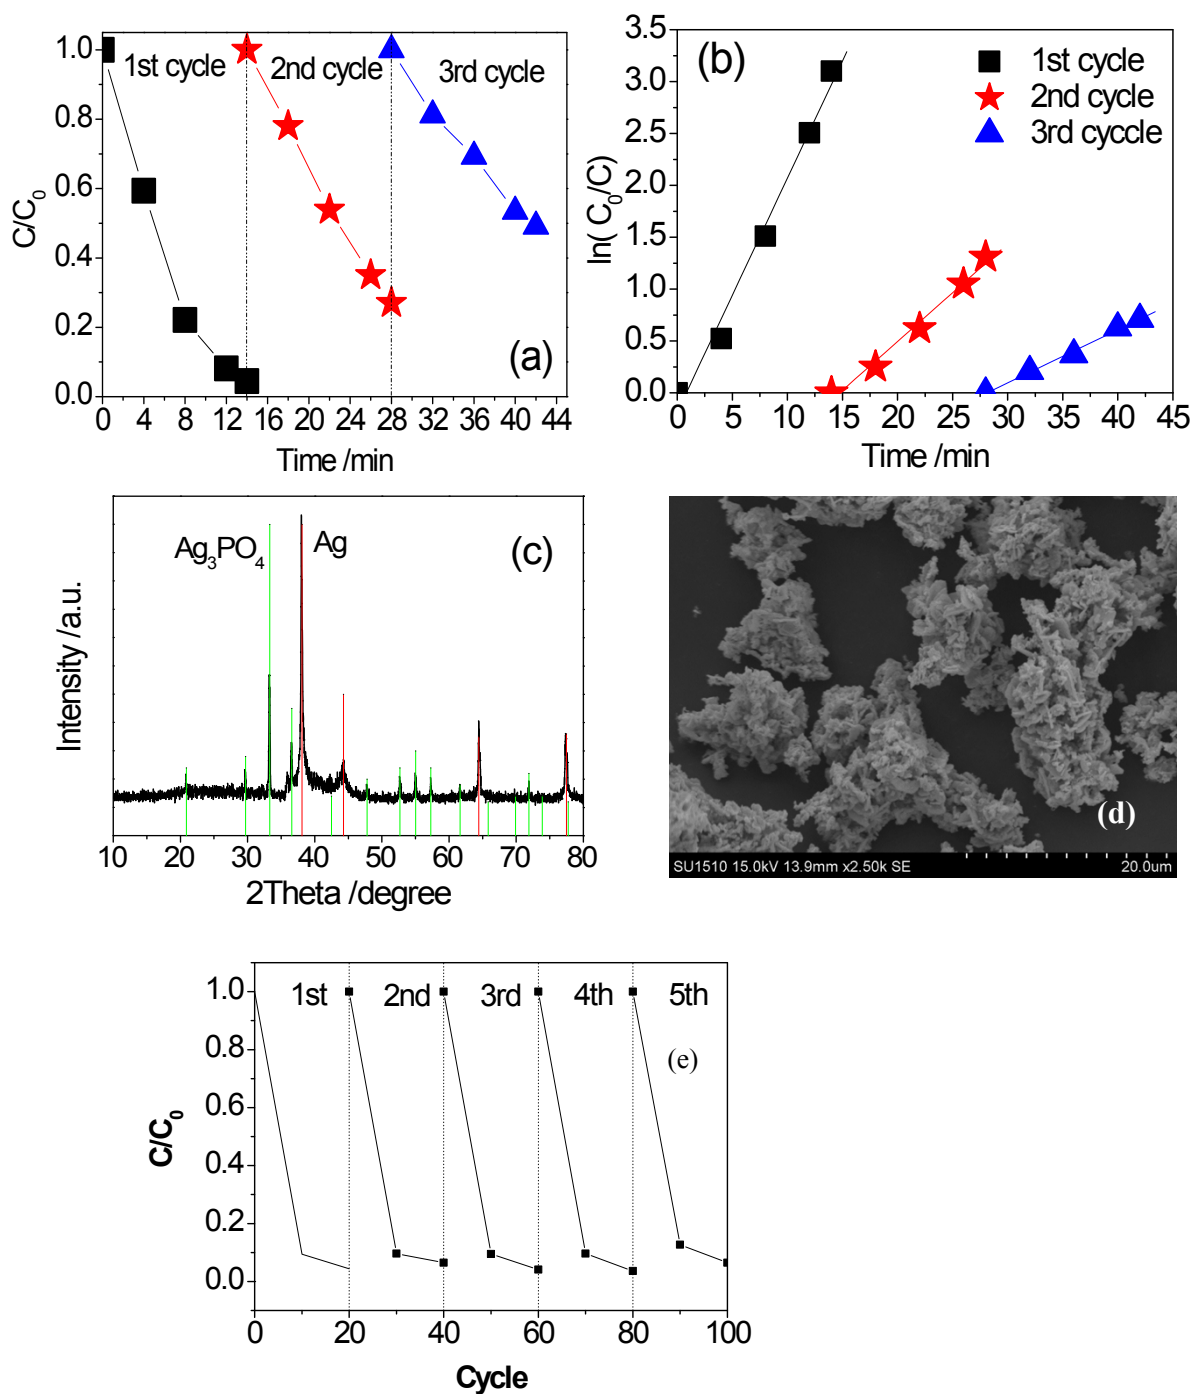 1.0
0.8
0.6
0.4
0.2
0.0
C/C0
1st cycle
2nd cycle
3rd cycle
(a)
0 4 8 12 16 20 24 28 32 36 40 44
Time /min
3.5
3.0
2.5
2.0
1.5
1.0
0.5
0.0
ln( C0/C)
(b)
1st cycle
2nd cycle
3rd cyccle
0 5 10 15 20 25 30 35 40 45
Time /min
Intensity /a.u.
Ag3PO4
Ag
(c)
10 20 30 40 50 60 70 80
2Theta /degree
(d)
SU1510 15.0kV 13.9mm x2.50k SE
20.0um
1.0
0.8
0.6
0.4
0.2
0.0
C/C0
1st
2nd
3rd
4th
5th
(e)
0 20 40 60 80 100
Cycle